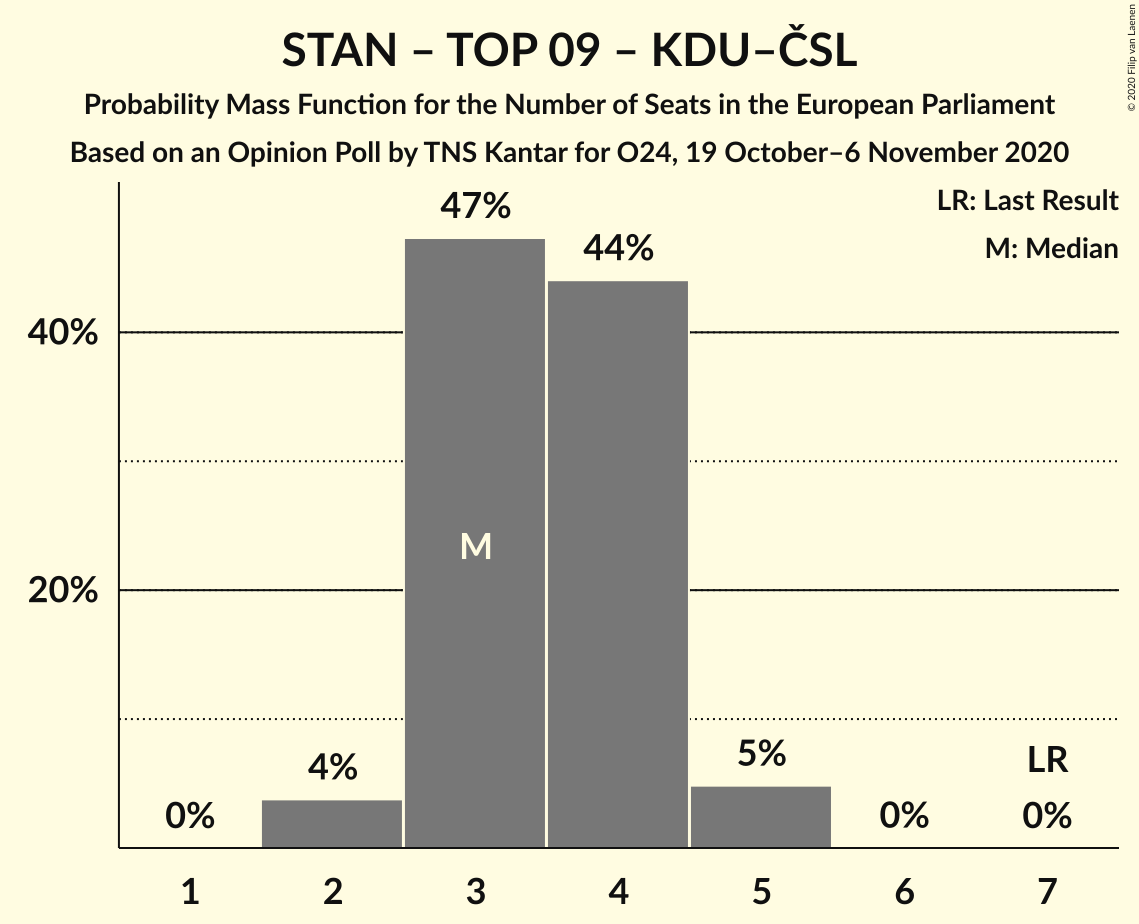 STAN – TOP 09 – KDU–ČSL
Probability Mass Function for the Number of Seats in the European Parliament
Based on an Opinion Poll by TNS Kantar for O24, 19 October–6 November 2020
© 2020 Filip van Laenen
LR: Last Result
M: Median
47%
44%
40%
M
20%
4%
5%
LR
0%
0%
0%
1 2 3 4 5 6 7